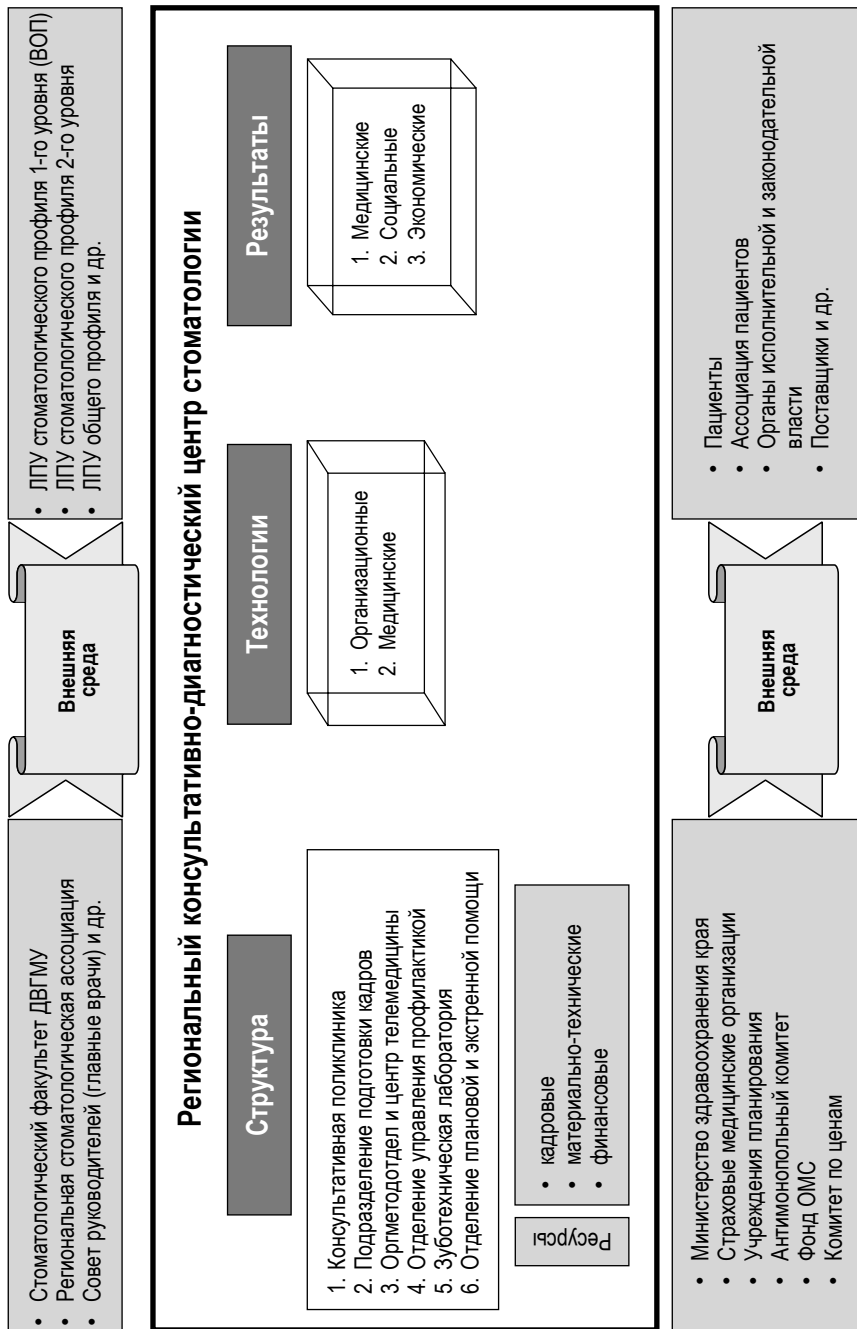 • Стоматологический факультет ДВГМУ
• Региональная стоматологическая ассоциация
• Совет руководителей (главные врачи) и др.
Внешняя
среда
• ЛПУ стоматологического профиля 1-го уровня (ВОП)
• ЛПУ стоматологического профиля 2-го уровня
• ЛПУ общего профиля и др.
Региональный консультативно-диагностический центр стоматологии
Структура
1. Консультативная поликлиника
2. Подразделение подготовки кадров
3. Оргметодотдел и центр телемедицины
4. Отделение управления профилактикой
5. Зуботехническая лаборатория
6. Отделение плановой и экстренной помощи
Ресурсы
• кадровые
• материально-технические
• финансовые
Технологии
1. Организационные
2. Медицинские
Результаты
1. Медицинские
2. Социальные
3. Экономические
• Министерство здравоохранения края
• Страховые медицинские организации
• Учреждения планирования
• Антимонопольный комитет
• Фонд ОМС
• Комитет по ценам
Внешняя
среда
• Пациенты
• Ассоциация пациентов
• Органы исполнительной и законодательной
власти
• Поставщики и др.